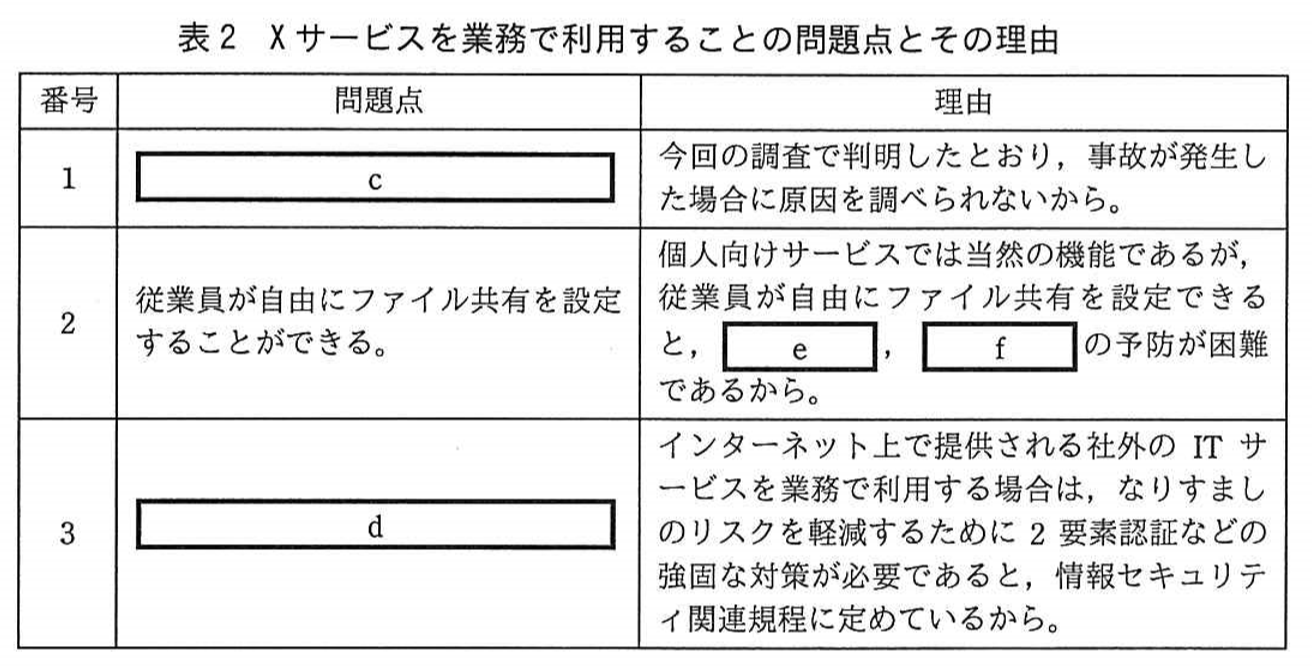 表2 Xサービスを業務で利用することの問題点とその理由
番号
問題点
理由
1
c
今回の調査で判明したとおり，事故が発生し
た場合に原因を調べられないから。
2
従業員が自由にファイル共有を設定
することができる。
個人向けサービスでは当然の機能であるが，
従業員が自由にファイル共有を設定できる
と， e ， f の予防が困難
であるから。
3
d
インターネット上で提供される社外の IT サ
ービスを業務で利用する場合は，なりすまし
のリスクを軽減するために 2 要素認証などの
強固な対策が必要であると，情報セキュリテ
ィ関連規程に定めているから。